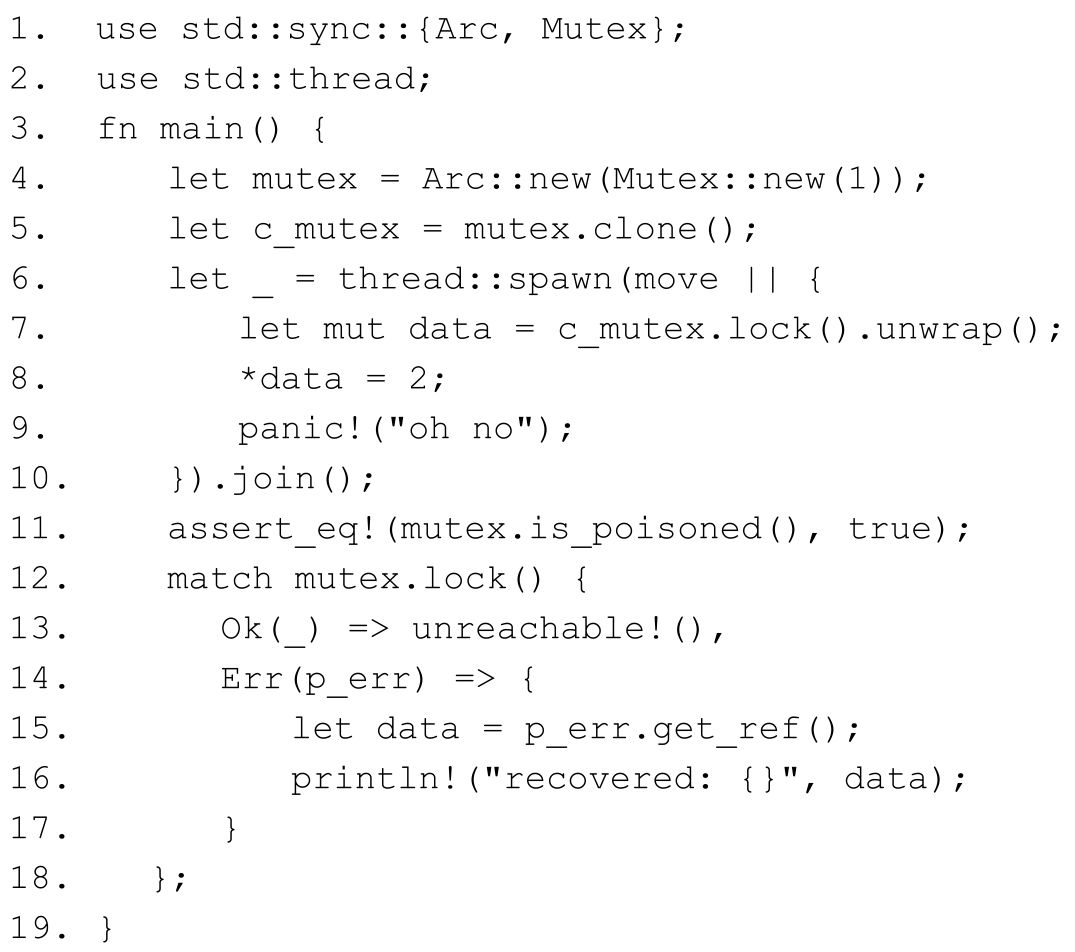 1. use std::sync::{Arc, Mutex};
2. use std::thread;
3. fn main() {
4. let mutex = Arc::new(Mutex::new(1));
5. let c_mutex = mutex.clone();
6. let _ = thread::spawn(move || {
7. let mut data = c_mutex.lock().unwrap();
8. *data = 2;
9. panic!("oh no");
10. }).join();
11. assert_eq!(mutex.is_poisoned(), true);
12. match mutex.lock() {
13. Ok(_) => unreachable!(),
14. Err(p_err) => {
15. let data = p_err.get_ref();
16. println!("recovered: {}", data);
17. }
18. };
19. }